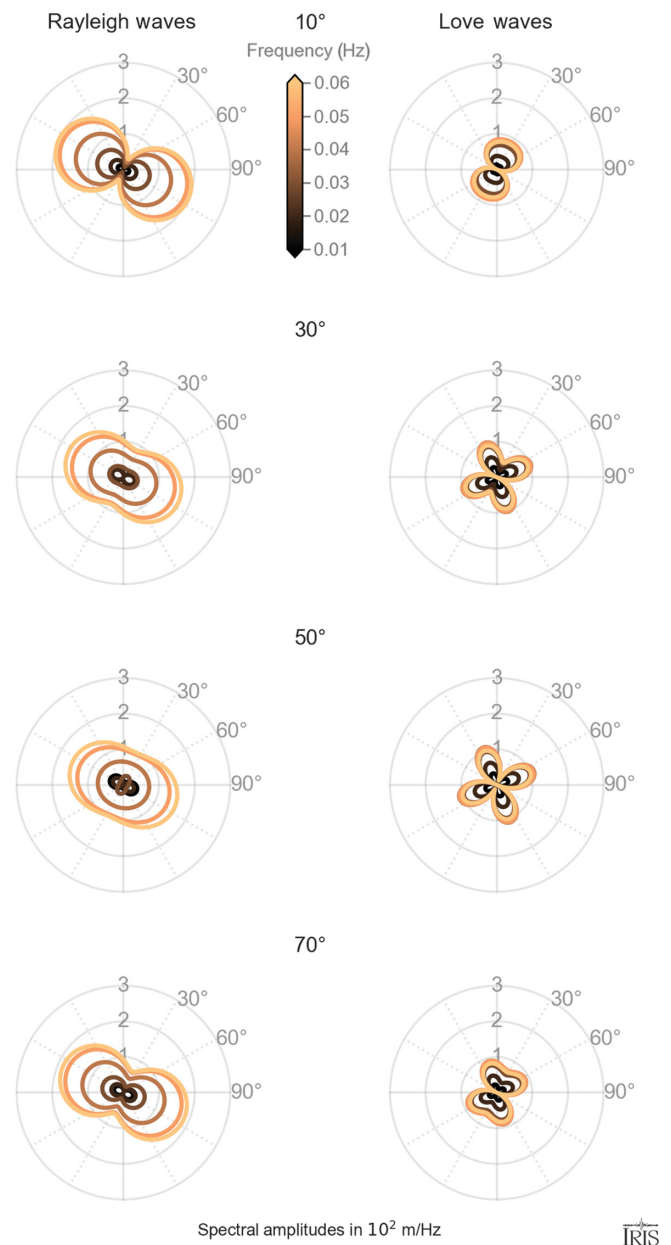 Rayleigh waves 10° Love waves
Frequency (Hz)
3 30° 0.06 3 30°
2 60° 0.05 2 60°
1 0.04 1
90° 0.03 90°
0.02
0.01
30°
3 30° 3 30°
2 60° 2 60°
1 90° 1 90°
50°
3 30° 3 30°
2 60° 2 60°
1 90° 1 90°
70°
3 30° 3 30°
2 60° 2 60°
1 90° 1 90°
Spectral amplitudes in 10² m/Hz
IRIS